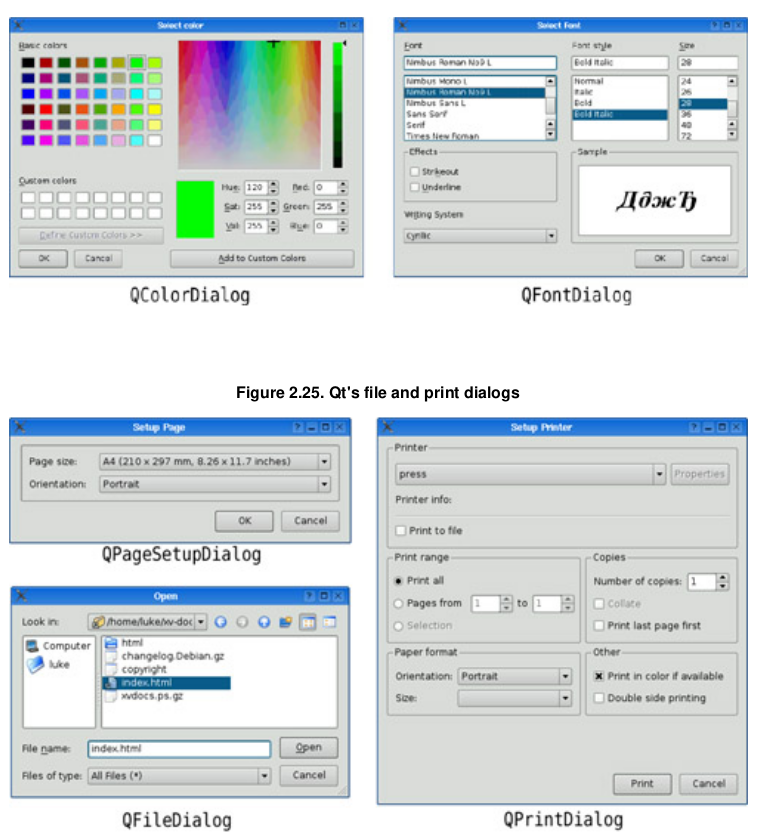 Select color
Basic colors
Custom colors
Define Custom Colors >>
Hue: 120 Red: 0
Sat: 255 Green: 255
Val: 255 Blue: 0
OK Cancel Add to Custom Colors
QColorDialog
Select Font
Font Font style Size
Nimbus Roman No9 L Bold Italic 28
Nimbus Mono L Normal 24
Nimbus Roman No9 L Italic 26
Nimbus Sans L Bold 28
Sans Serif Bold Italic 36
Serif 48
Times New Roman 72
Effects Sample
Strikeout
Underline
ДджЂ
Writing System
Cyrillic
OK Cancel
QFontDialog
Figure 2.25. Qt's file and print dialogs
Setup Page
Page size: A4 (210 x 297 mm, 8.26 x 11.7 inches)
Orientation: Portrait
OK Cancel
QPageSetupDialog
Open
Look in: /home/luke/xv-doc
Computer
luke
html
changelog.Debian.gz
copyright
index.html
xvdocs.ps.gz
File name: index.html Open
Files of type: All Files (*) Cancel
QFileDialog
Setup Printer
Printer
press Properties
Printer info:
Print to file
Print range
Print all
Pages from 1 to 1
Selection
Copies
Number of copies: 1
Collate
Print last page first
Paper format
Orientation: Portrait
Size:
Other
Print in color if available
Double side printing
Print Cancel
QPrintDialog